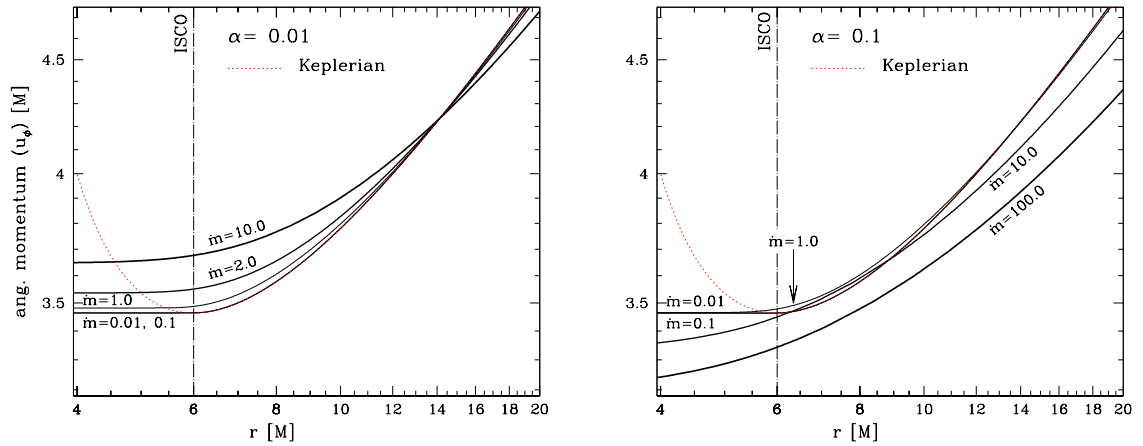 ang. momentum (u_ϕ) [M]
4.5
4
3.5
ISCO
α= 0.01
Keplerian
ṁ=10.0
ṁ=2.0
ṁ=1.0
ṁ=0.01, 0.1
4 6 8 10 12 14 16 18 20
r [M]
4.5
4
3.5
ISCO
α= 0.1
Keplerian
ṁ=10.0
ṁ=100.0
ṁ=1.0
ṁ=0.01
ṁ=0.1
4 6 8 10 12 14 16 18 20
r [M]